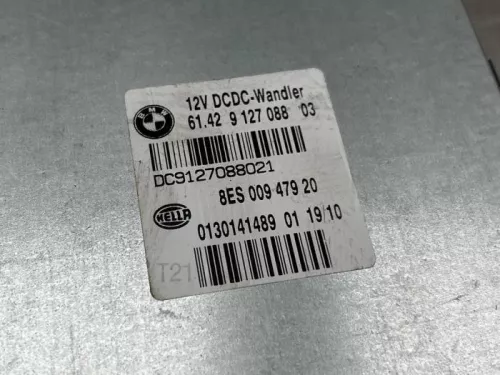 BMW
12V DCDC-Wandler
61.42 9 127 088 03
DC9127088021
8ES 009 479 20
HELLA
0130141489 01 19/10
T21